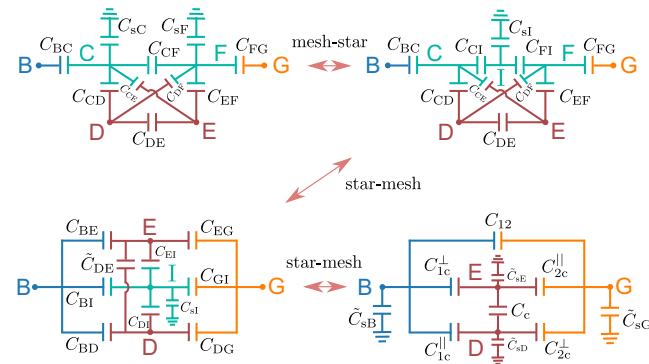 C_sC C_sF
C_BC C C_CF F C_FG
B G
C_CD C_CE C_DF C_EF
D C_DE E
mesh-star
C_sI
C_BC C C_CI C_FI F C_FG
B I G
C_CD C_CE C_DF C_EF
D C_DE E
star-mesh
C_BE E C_EG
C̃_DE C_EI
B I C_GI G
C_BI C_sI
C_DI
C_BD D C_DG
star-mesh
C_12
C_1c^⊥ E C̃_sE C_2c^||
B G
C̃_sB C_c C̃_sG
C_1c^|| D C̃_sD C_2c^⊥